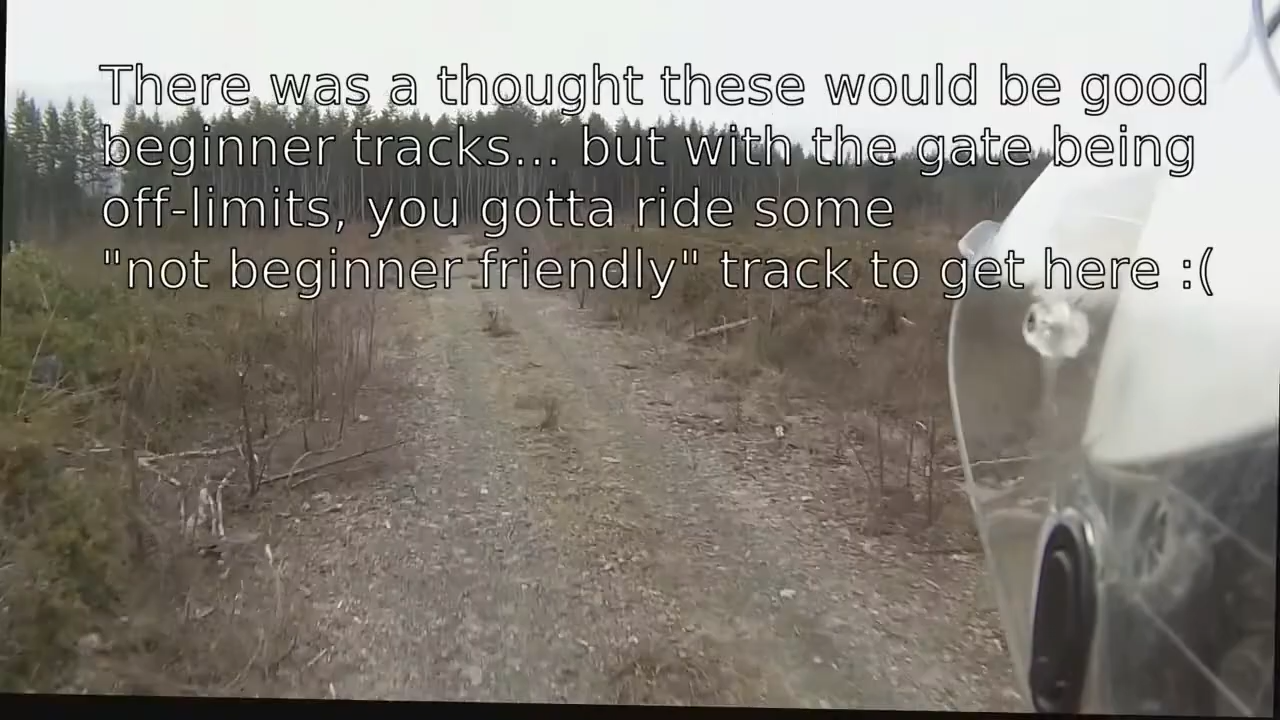 There was a thought these would be good
beginner tracks... but with the gate being
off-limits, you gotta ride some
"not beginner friendly" track to get here :(